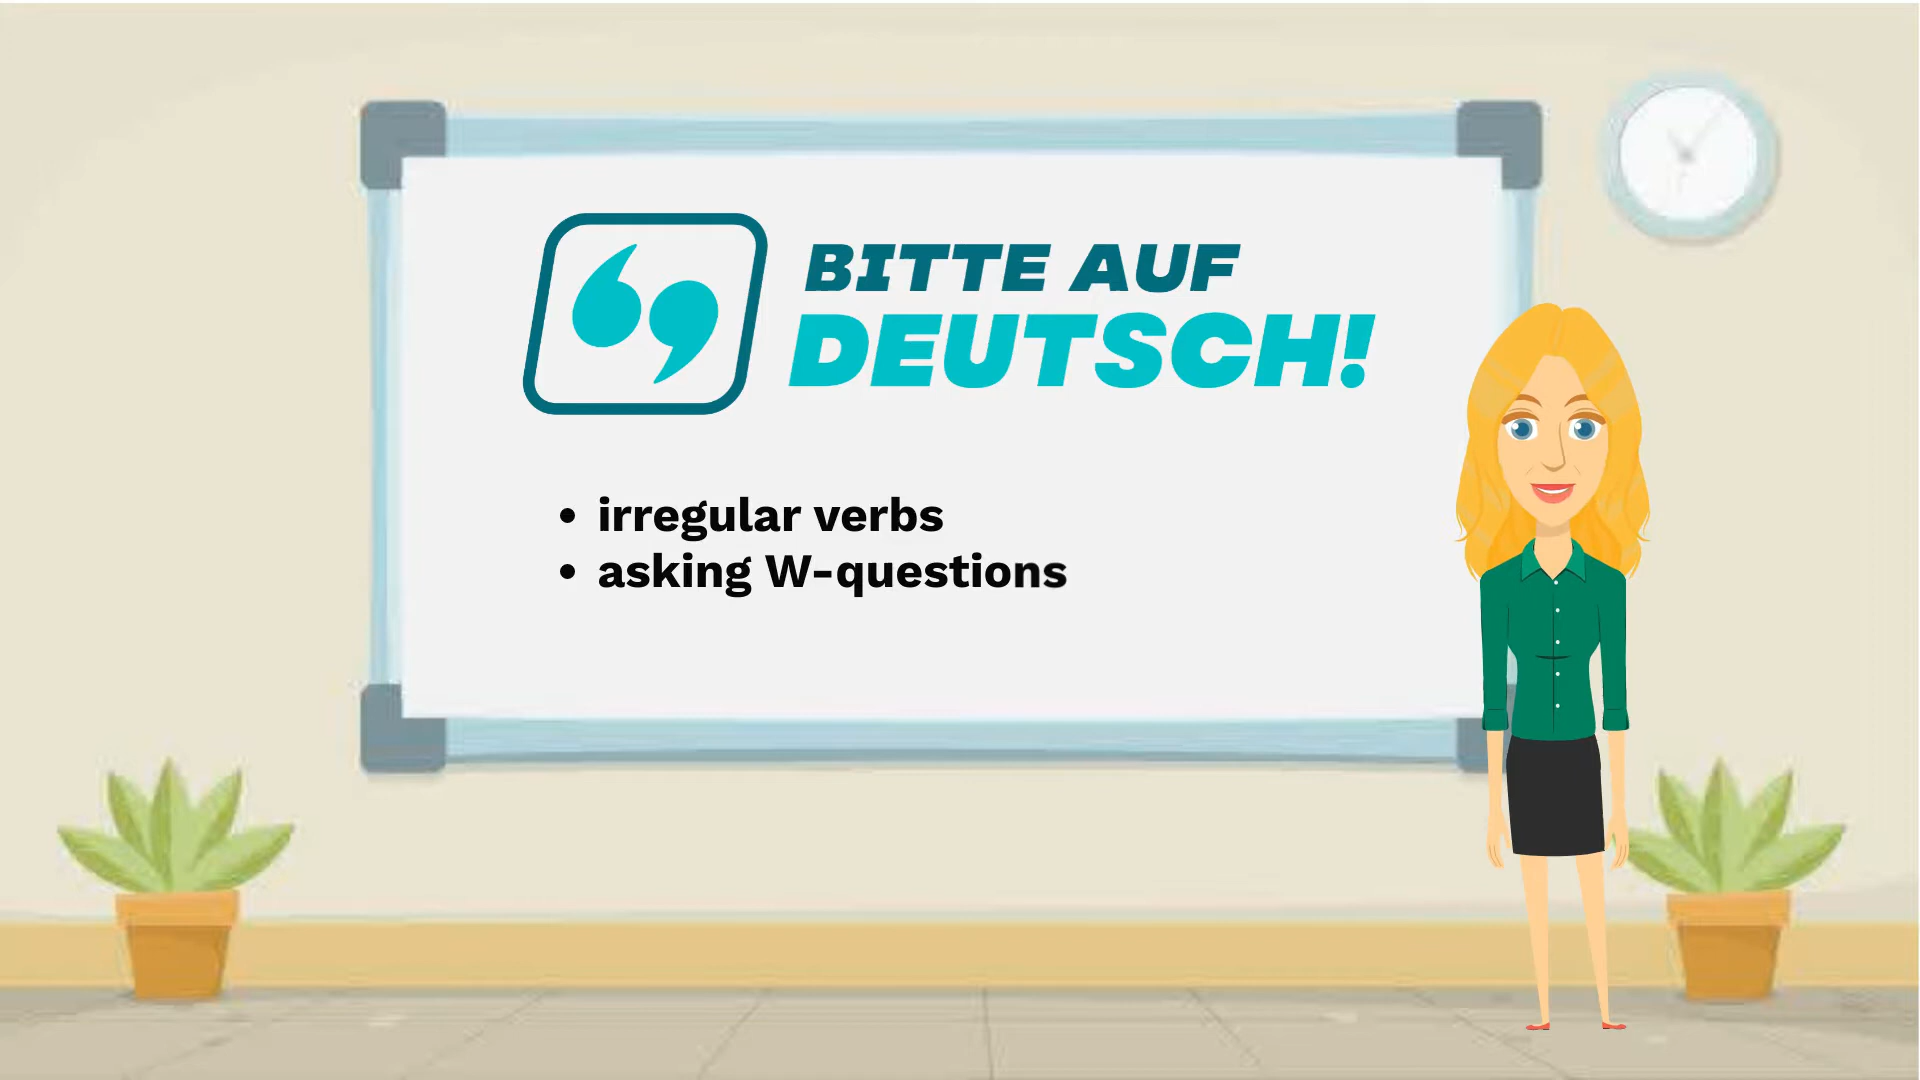 BITTE AUF
DEUTSCH!
• irregular verbs
• asking W-questions